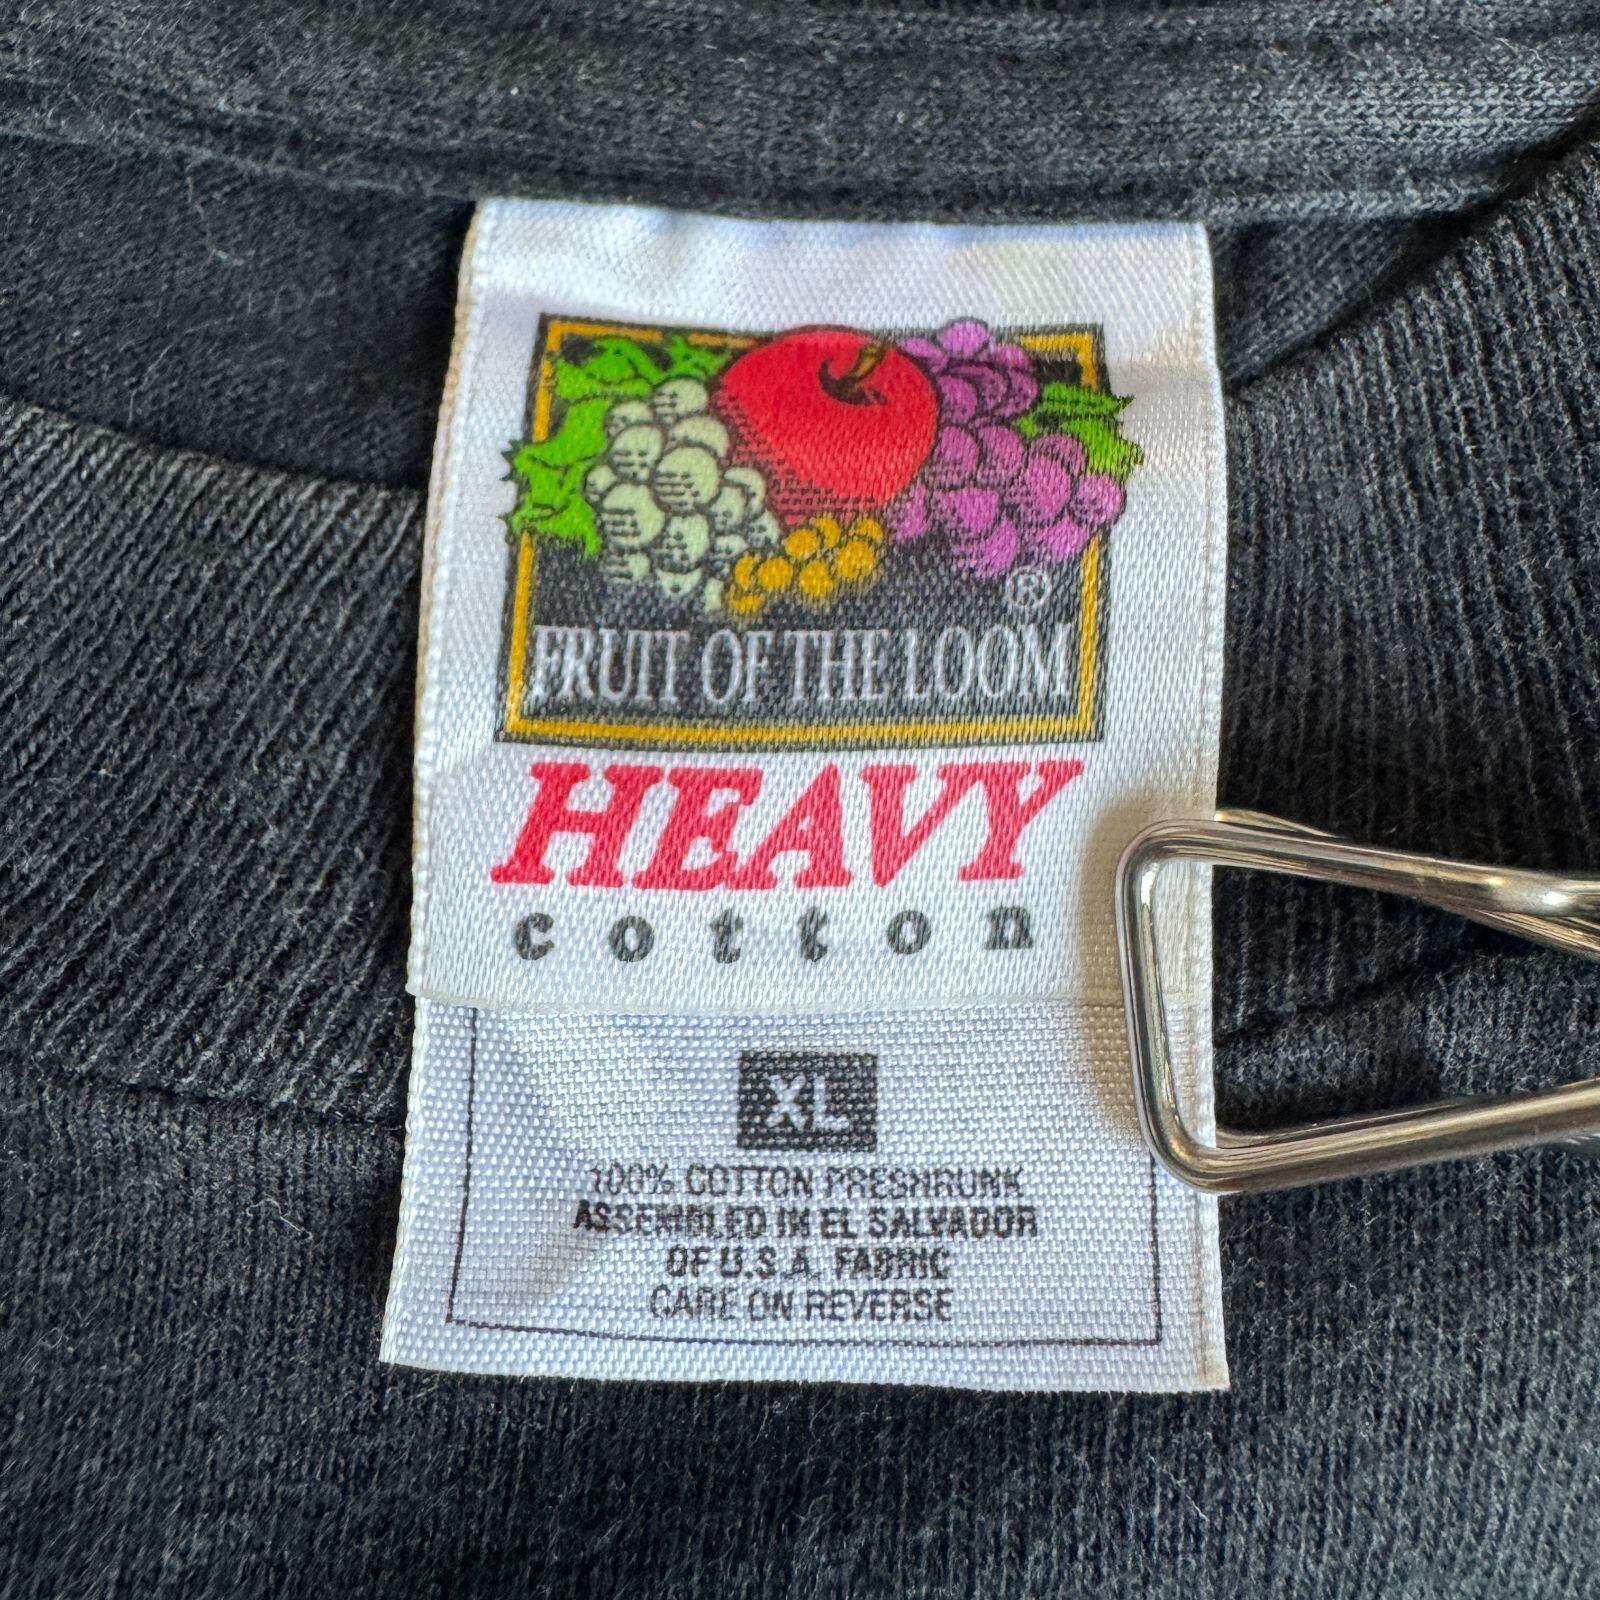 ®
FRUIT OF THE LOOM
HEAVY
cotton
XL
100% COTTON PRESHRUNK
ASSEMBLED IN EL SALVADOR
OF U.S.A. FABRIC
CARE ON REVERSE